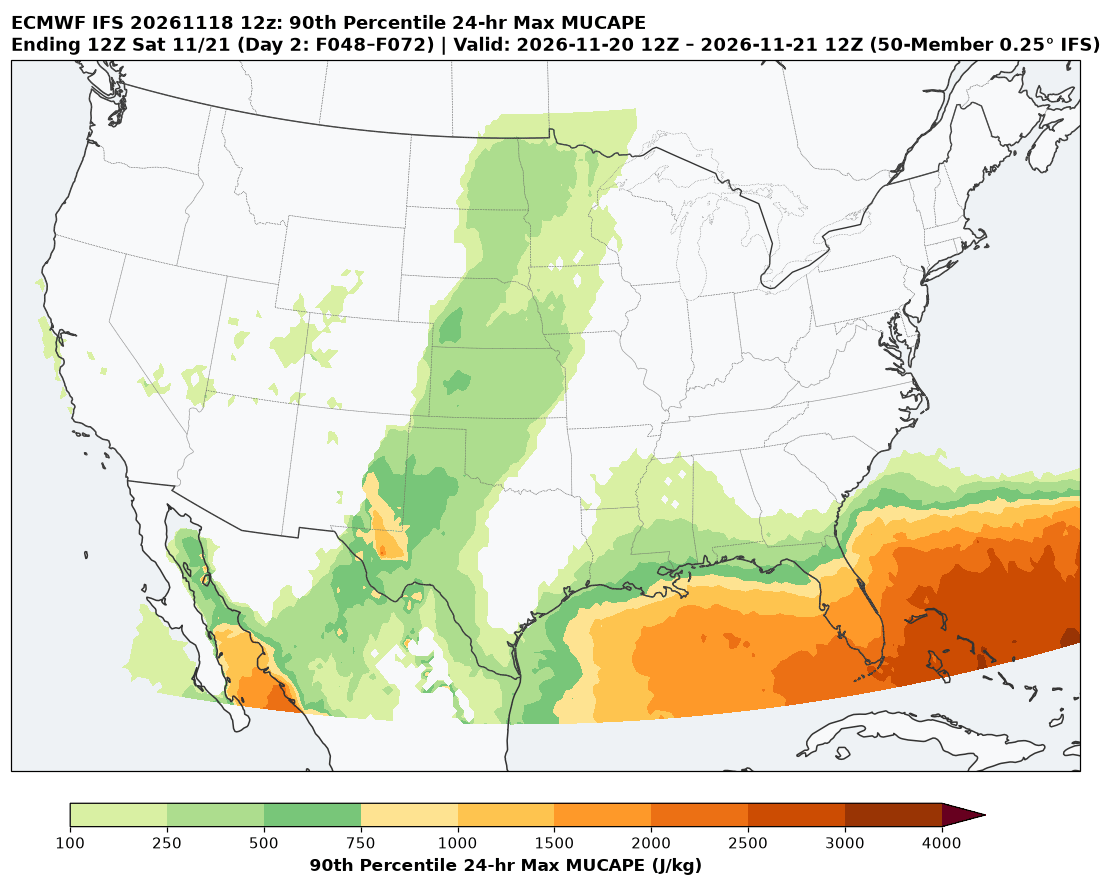 ECMWF IFS 20261118 12z: 90th Percentile 24-hr Max MUCAPE
Ending 12Z Sat 11/21 (Day 2: F048–F072) | Valid: 2026-11-20 12Z – 2026-11-21 12Z (50-Member 0.25° IFS)
100 250 500 750 1000 1500 2000 2500 3000 4000
90th Percentile 24-hr Max MUCAPE (J/kg)